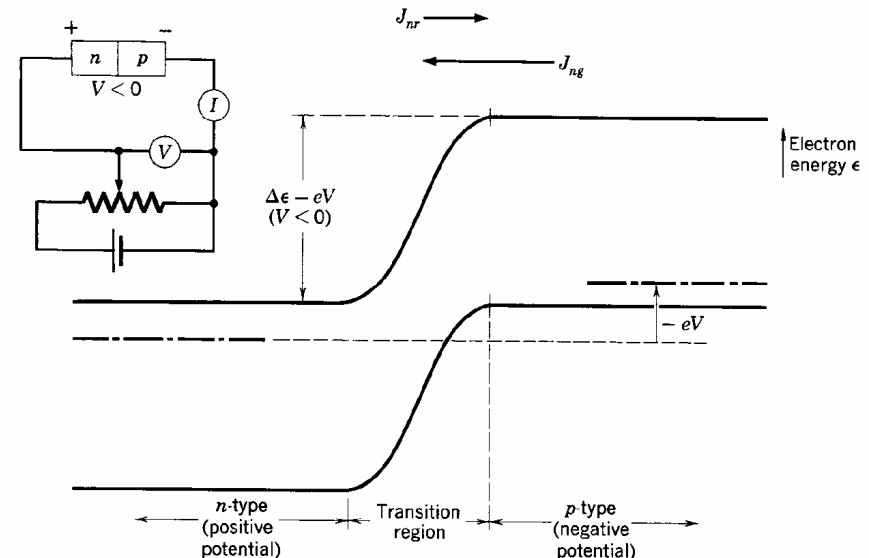 J_nr
J_ng
+ −
n p
V < 0
I
V
Electron
energy ϵ
Δϵ − eV
(V < 0)
− eV
n-type
(positive
potential)
Transition
region
p-type
(negative
potential)